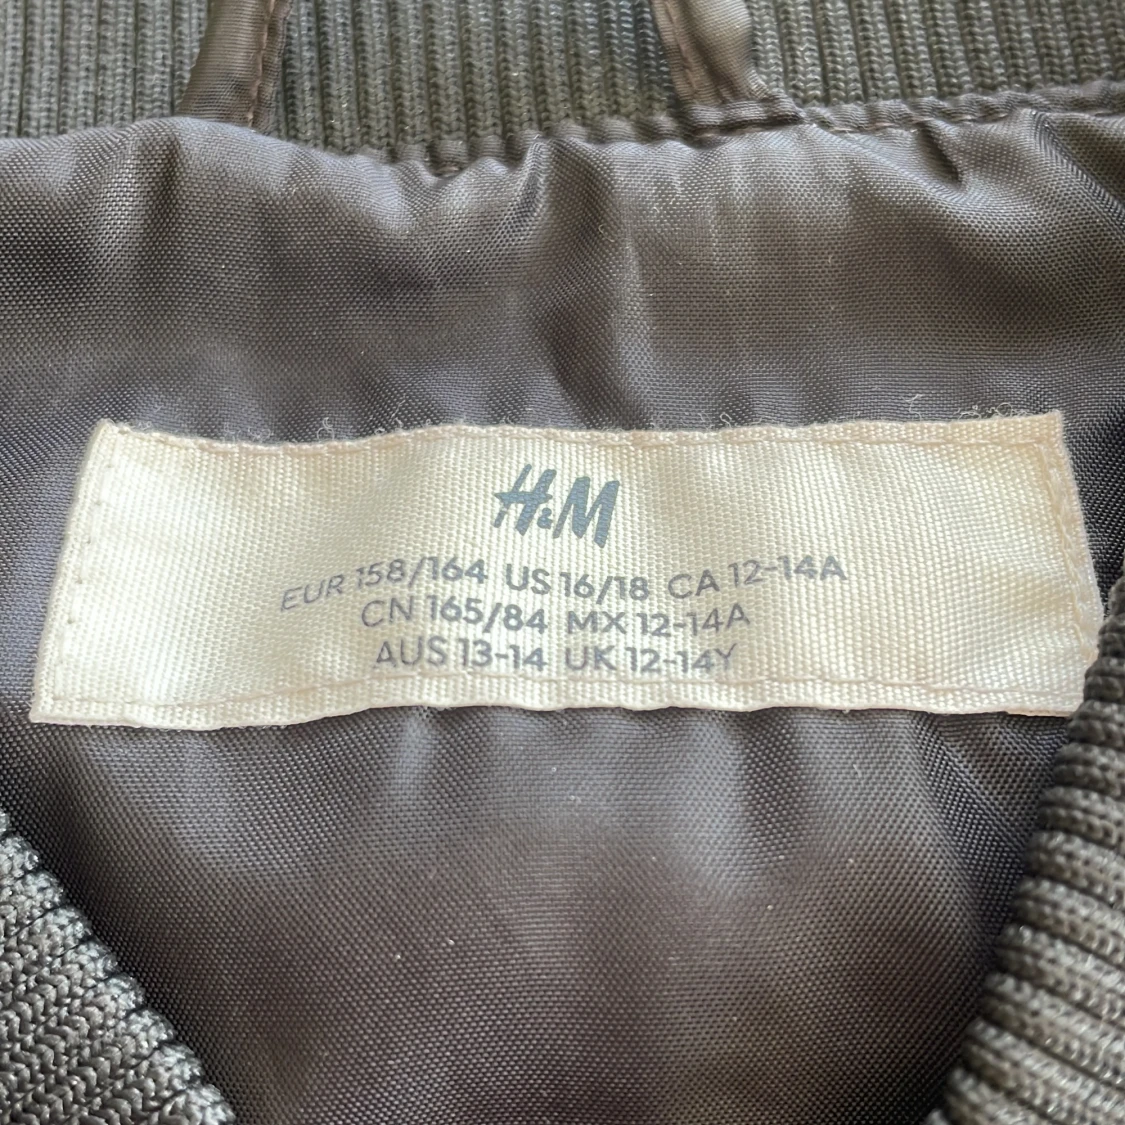 H&M
EUR 158/164 US 16/18 CA 12-14A
CN 165/84 MX 12-14A
AUS 13-14 UK 12-14Y